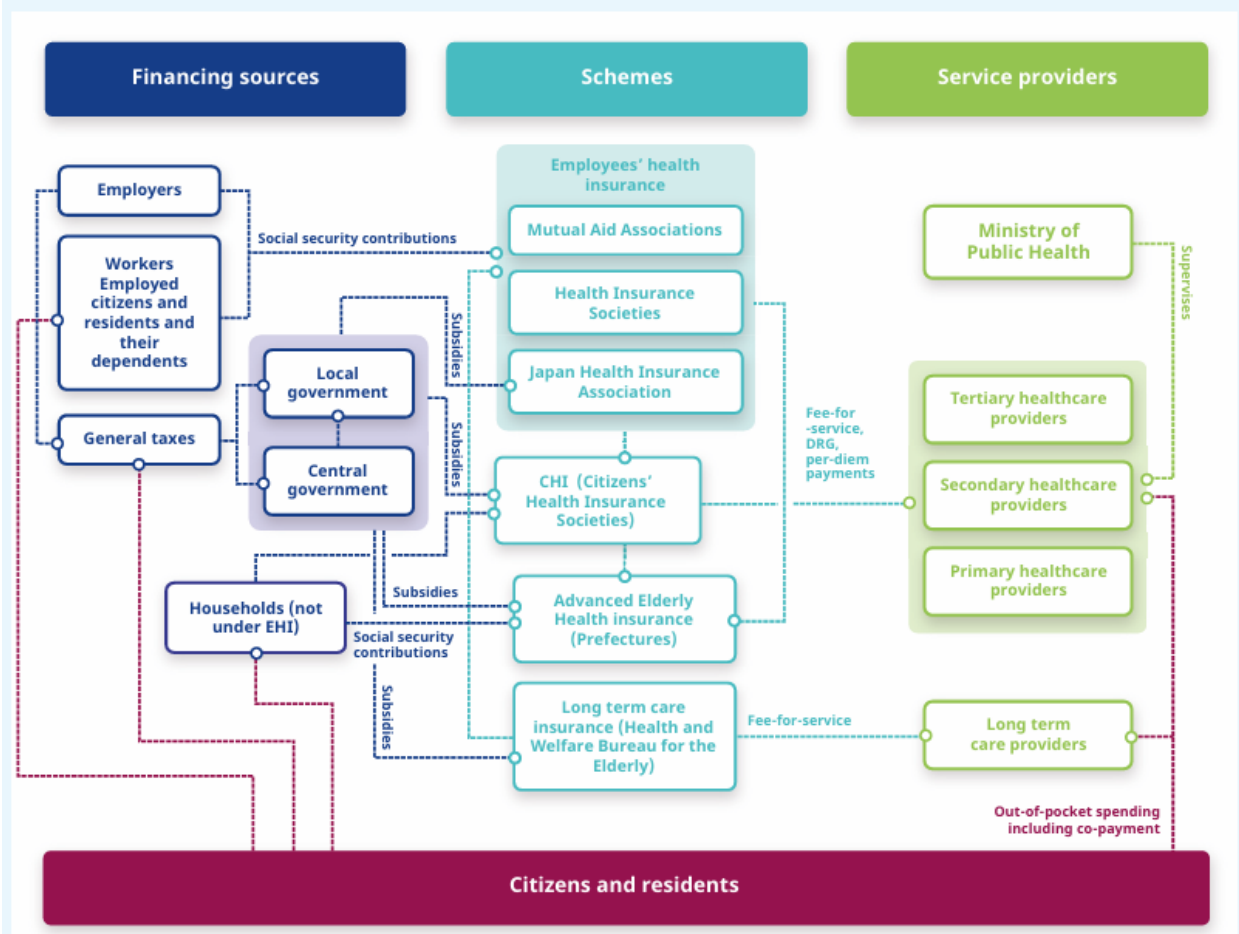 Financing sources
Schemes
Service providers
Employers
Workers
Employed
citizens and
residents and
their
dependents
General taxes
Social security contributions
Local
government
Central
government
Subsidies
Subsidies
Households (not
under EHI)
Subsidies
Social security
contributions
Subsidies
Employees’ health
insurance
Mutual Aid Associations
Health Insurance
Societies
Japan Health Insurance
Association
CHI (Citizens’
Health Insurance
Societies)
Advanced Elderly
Health insurance
(Prefectures)
Long term care
insurance (Health and
Welfare Bureau for the
Elderly)
Fee-for
-service,
DRG,
per-diem
payments
Fee-for-service
Ministry of
Public Health
Supervises
Tertiary healthcare
providers
Secondary healthcare
providers
Primary healthcare
providers
Long term
care providers
Out-of-pocket spending
including co-payment
Citizens and residents